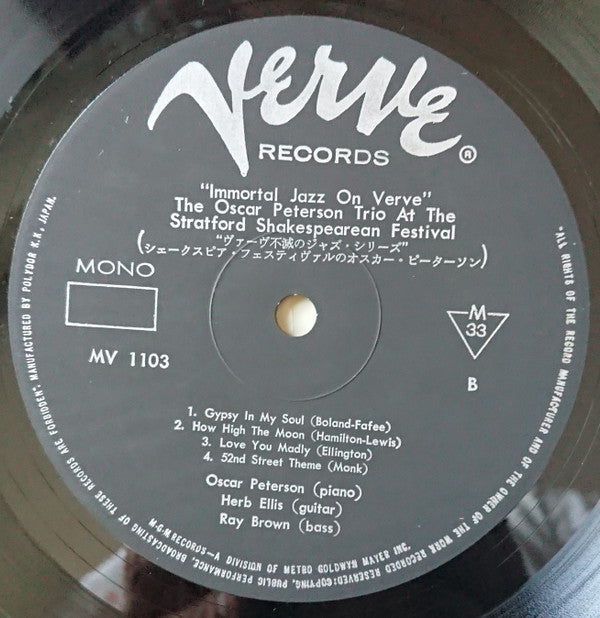 Verve
RECORDS ®
"Immortal Jazz On Verve"
The Oscar Peterson Trio At The
Stratford Shakespearean Festival
("ヴァーヴ不滅のジャズ・シリーズ"
シェークスピア・フェスティヴァルのオスカー・ピーターソン)
MONO
MV 1103
M
33
B
1. Gypsy In My Soul (Boland-Fafee)
2. How High The Moon (Hamilton-Lewis)
3. Love You Madly (Ellington)
4. 52nd Street Theme (Monk)
Oscar Peterson (piano)
Herb Ellis (guitar)
Ray Brown (bass)
M-G-M RECORDS—A DIVISION OF METRO GOLDWYN MAYER INC.
"ALL RIGHTS OF THE RECORD MANUFACTURER AND OF THE OWNER OF THE RECORD WORK RESERVED:COPYING, PUBLIC PERFORMANCE, BROADCASTING OF THESE RECORDS ARE FORBIDDEN". MANUFACTURED BY POLYDOR K.K., JAPAN.